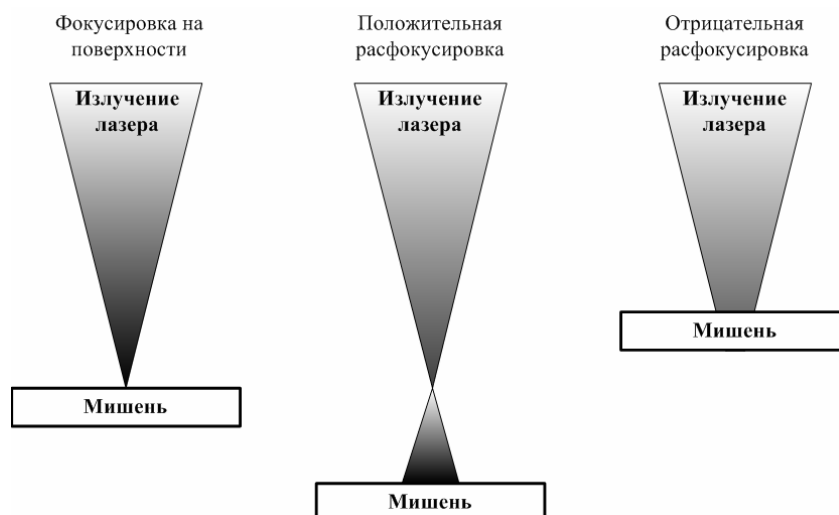 Фокусировка на
поверхности
Излучение
лазера
Мишень
Положительная
расфокусировка
Излучение
лазера
Мишень
Отрицательная
расфокусировка
Излучение
лазера
Мишень